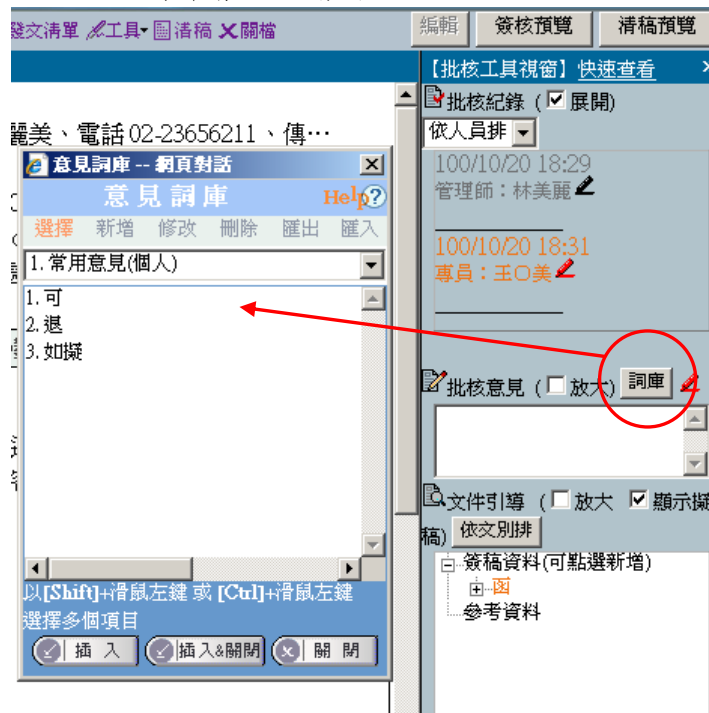 發文清單 工具 清稿 關檔
編輯 簽核預覽 清稿預覽
【批核工具視窗】快速查看
批核紀錄 ( 展開)
依人員排
100/10/20 18:29
管理師：林美麗
100/10/20 18:31
專員：王〇美
批核意見 ( 放大) 詞庫
文件引導 ( 放大 顯示擬
稿) 依文別排
簽稿資料(可點選新增)
函
參考資料
麗美、電話 02-23656211、傳…
意見詞庫 -- 網頁對話
意見詞庫 Help?
選擇 新增 修改 刪除 匯出 匯入
1. 常用意見(個人)
1. 可
2. 退
3. 如擬
以[Shift]+滑鼠左鍵 或 [Ctrl]+滑鼠左鍵
選擇多個項目
插 入 插入&關閉 關 閉